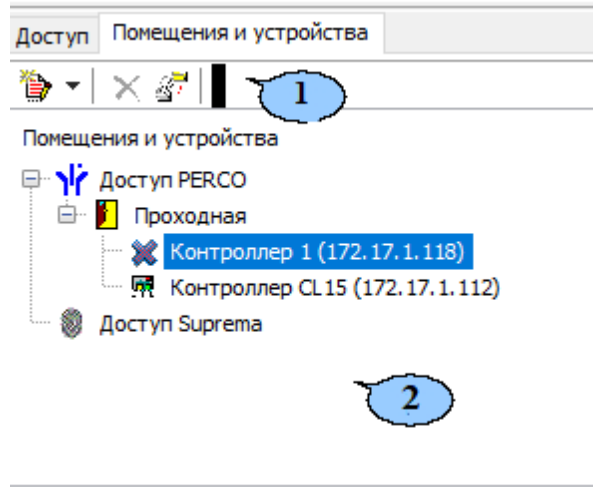 Доступ Помещения и устройства
1
Помещения и устройства
Доступ PERCO
Проходная
Контроллер 1 (172.17.1.118)
Контроллер CL15 (172.17.1.112)
Доступ Suprema
2